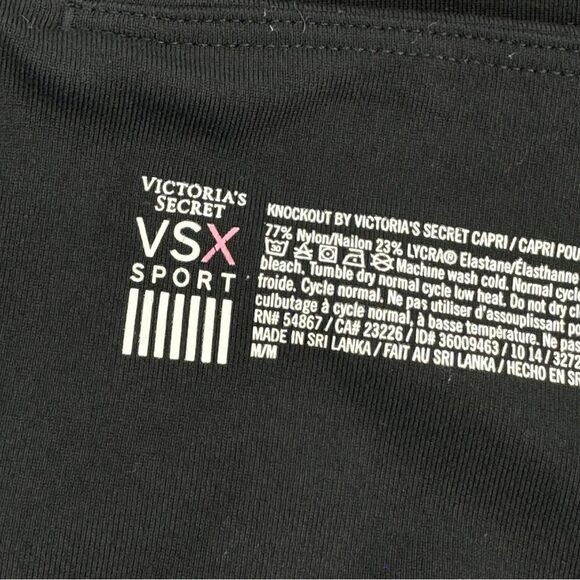 VICTORIA'S
SECRET
VSX
SPORT
KNOCKOUT BY VICTORIA'S SECRET CAPRI / CAPRI POU
77% Nylon/Nailon 23% LYCRA® Elastane/Élasthanne
30 Machine wash cold. Normal cycl
bleach, Tumble dry normal cycle low heat. Do not dry cl
froide. Cycle normal. Ne pas utiliser d'assouplissant po
culbutage à cycle normal, à basse température. Ne pas
RN# 54867 / CA# 23226 / ID# 36009463 / 10 14 / 3272
MADE IN SRI LANKA / FAIT AU SRI LANKA / HECHO EN SR
M/M